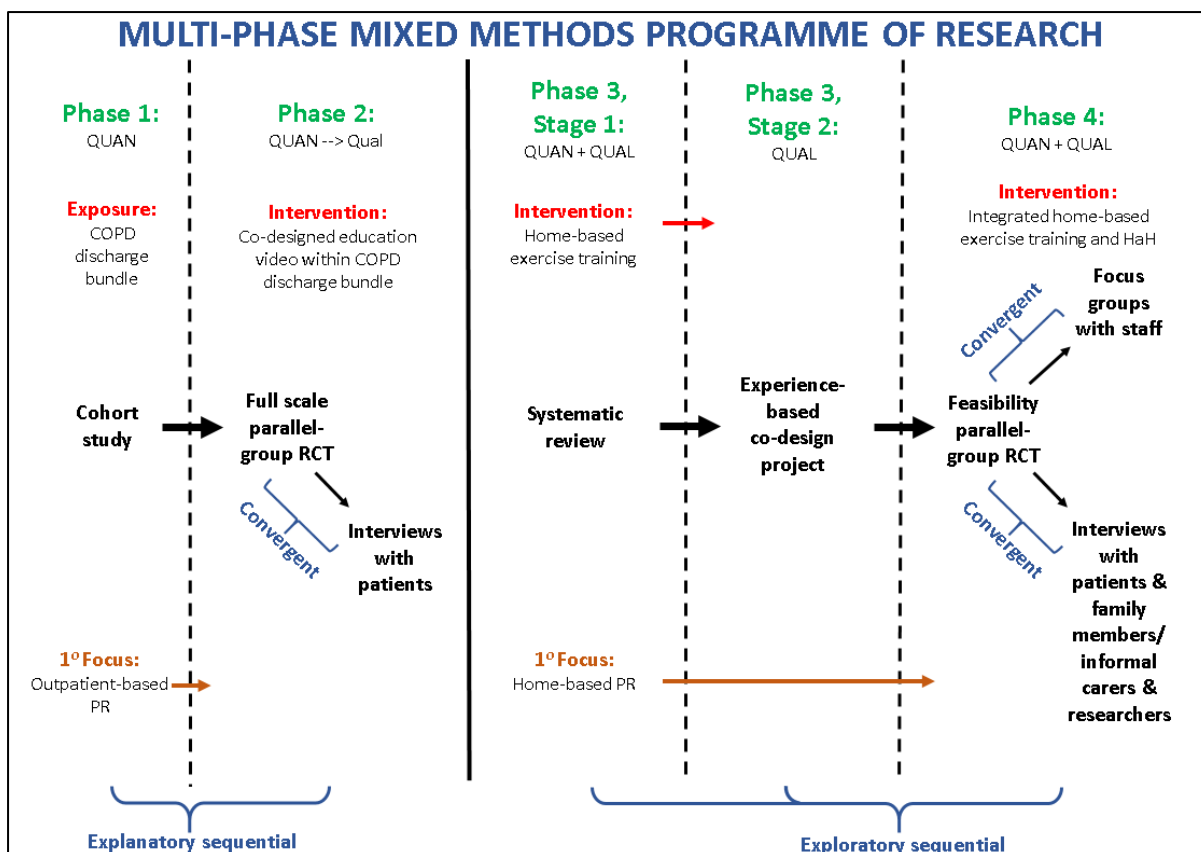 MULTI-PHASE MIXED METHODS PROGRAMME OF RESEARCH
Phase 1:
QUAN
Exposure:
COPD
discharge
bundle
Cohort
study
1º Focus:
Outpatient-based
PR
Phase 2:
QUAN --> Qual
Intervention:
Co-designed education
video within COPD
discharge bundle
Full scale
parallel-
group RCT
Convergent
Interviews
with
patients
Explanatory sequential
Phase 3,
Stage 1:
QUAN + QUAL
Intervention:
Home-based
exercise training
Systematic
review
1º Focus:
Home-based PR
Phase 3,
Stage 2:
QUAL
Experience-
based
co-design
project
Phase 4:
QUAN + QUAL
Intervention:
Integrated home-based
exercise training and HaH
Focus
groups
with staff
Convergent
Feasibility
parallel-
group RCT
Convergent
Interviews
with
patients &
family
members/
informal
carers &
researchers
Exploratory sequential